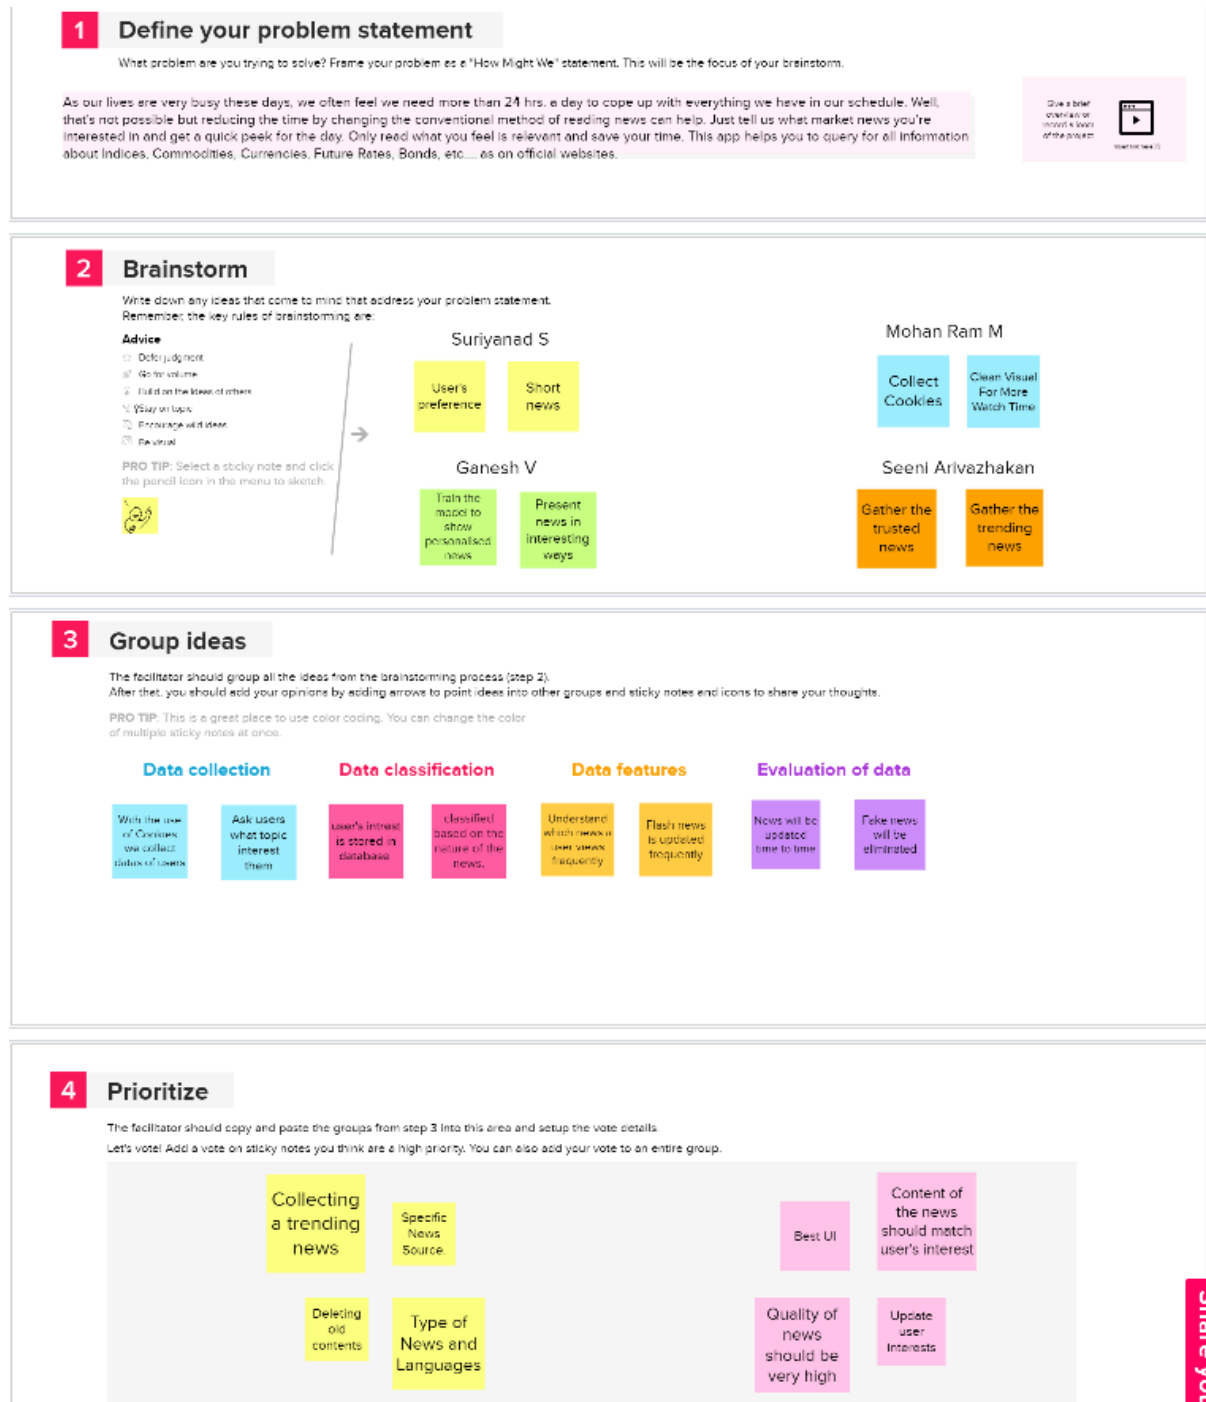 1 Define your problem statement
What problem are you trying to solve? Frame your problem as a "How Might We" statement. This will be the focus of your brainstorm.
As our lives are very busy these days, we often feel we need more than 24 hrs. a day to cope up with everything we have in our schedule. Well,
that's not possible but reducing the time by changing the conventional method of reading news can help. Just tell us what market news you're
interested in and get a quick peek for the day. Only read what you feel is relevant and save your time. This app helps you to query for all information
about Indices, Commodities, Currencies, Future Rates, Bonds, etc.... as on official websites.
Give a brief
overview or
record a loom
of the project
2 Brainstorm
Write down any ideas that come to mind that address your problem statement.
Remember, the key rules of brainstorming are:
Advice
Defer judgment
Go for volume
Build on the ideas of others
Stay on topic
Encourage wild ideas
Be visual
PRO TIP: Select a sticky note and click
the pencil icon in the menu to sketch.
Suriyanad S
User's
preference
Short
news
Mohan Ram M
Collect
Cookies
Clean Visual
For More
Watch Time
Ganesh V
Train the
model to
show
personalised
news
Present
news in
interesting
ways
Seeni Arivazhakan
Gather the
trusted
news
Gather the
trending
news
3 Group ideas
The facilitator should group all the ideas from the brainstorming process (step 2).
After that, you should add your opinions by adding arrows to point ideas into other groups and sticky notes and icons to share your thoughts.
PRO TIP: This is a great place to use color coding. You can change the color
of multiple sticky notes at once.
Data collection
With the use
of Cookies
we collect
datas of users
Ask users
what topic
interest
them
Data classification
user's intrest
is stored in
database
classified
based on the
nature of the
news.
Data features
Understand
which news a
user views
frequently
Flash news
is updated
frequently
Evaluation of data
News will be
updated
time to time
Fake news
will be
eliminated
4 Prioritize
The facilitator should copy and paste the groups from step 3 into this area and setup the vote details.
Let's vote! Add a vote on sticky notes you think are a high priority. You can also add your vote to an entire group.
Collecting
a trending
news
Specific
News
Source.
Deleting
old
contents
Type of
News and
Languages
Best UI
Content of
the news
should match
user's interest
Quality of
news
should be
very high
Update
user
Interests
Share you